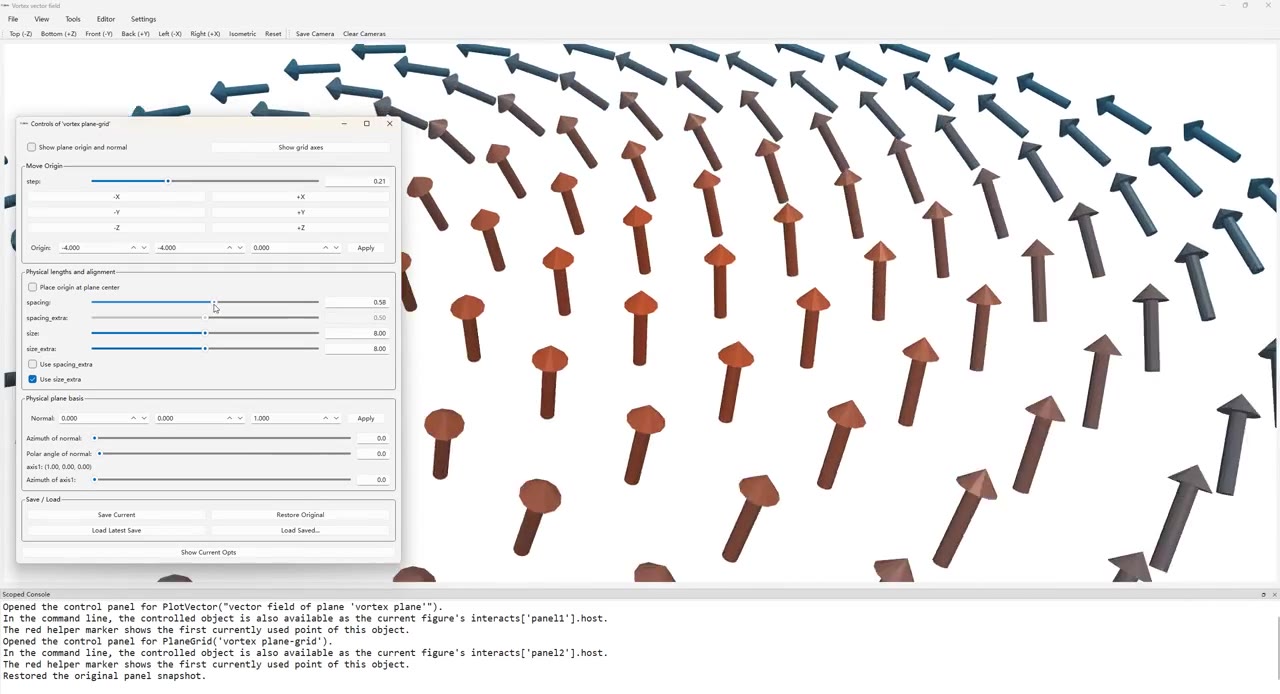 Vortex vector field
File View Tools Editor Settings
Top (-Z) Bottom (+Z) Front (-Y) Back (+Y) Left (-X) Right (+X) Isometric Reset Save Camera Clear Cameras
Controls of 'vortex plane-grid'
Show plane origin and normal Show grid axes
Move Origin
step: 0.21
-X +X
-Y +Y
-Z +Z
Origin: -4.000 -4.000 0.000 Apply
Physical lengths and alignment
Place origin at plane center
spacing: 0.58
spacing_extra: 0.50
size: 8.00
size_extra: 8.00
Use spacing_extra
Use size_extra
Physical plane basis
Normal: 0.000 0.000 1.000 Apply
Azimuth of normal: 0.0
Polar angle of normal: 0.0
axis1: (1.00, 0.00, 0.00)
Azimuth of axis1: 0.0
Save / Load
Save Current Restore Original
Load Latest Save Load Saved...
Show Current Opts
Scoped Console
Opened the control panel for PlotVector("vector field of plane 'vortex plane'").
In the command line, the controlled object is also available as the current figure's interacts['panel1'].host.
The red helper marker shows the first currently used point of this object.
Opened the control panel for PlaneGrid('vortex plane-grid').
In the command line, the controlled object is also available as the current figure's interacts['panel2'].host.
The red helper marker shows the first currently used point of this object.
Restored the original panel snapshot.